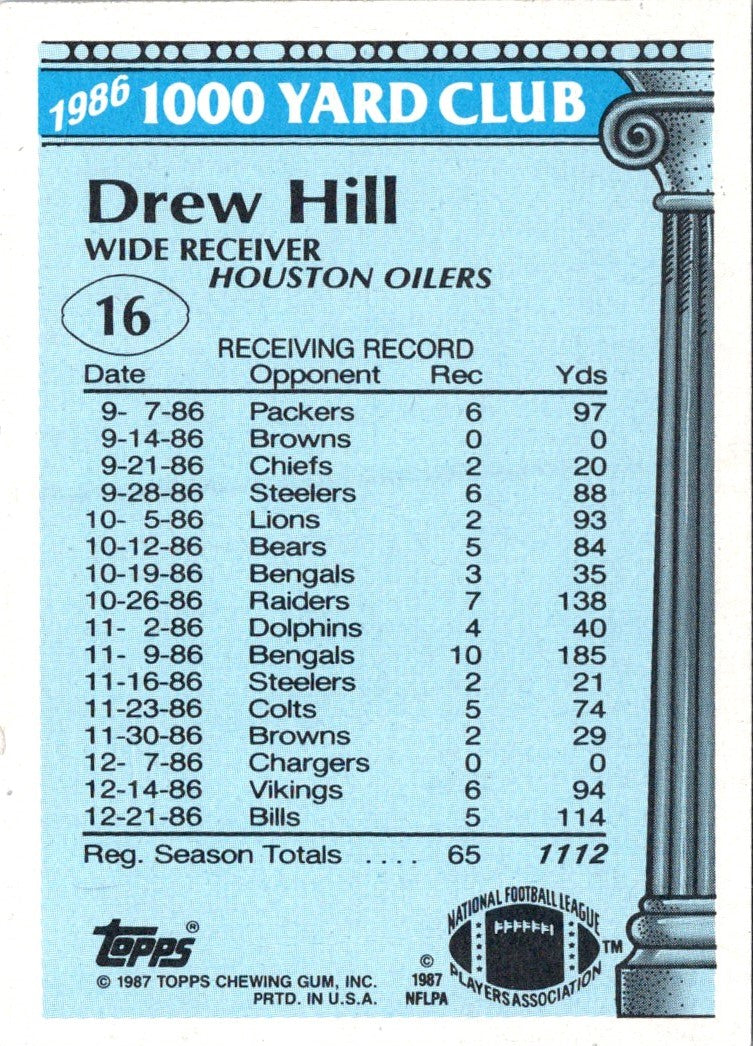 1986 1000 YARD CLUB
Drew Hill
WIDE RECEIVER
HOUSTON OILERS
16
RECEIVING RECORD
Date Opponent Rec Yds
9- 7-86 Packers 6 97
9-14-86 Browns 0 0
9-21-86 Chiefs 2 20
9-28-86 Steelers 6 88
10- 5-86 Lions 2 93
10-12-86 Bears 5 84
10-19-86 Bengals 3 35
10-26-86 Raiders 7 138
11- 2-86 Dolphins 4 40
11- 9-86 Bengals 10 185
11-16-86 Steelers 2 21
11-23-86 Colts 5 74
11-30-86 Browns 2 29
12- 7-86 Chargers 0 0
12-14-86 Vikings 6 94
12-21-86 Bills 5 114
Reg. Season Totals .... 65 1112
Topps®
© 1987 TOPPS CHEWING GUM, INC.
PRTD. IN U.S.A.
©
1987
NFLPA
NATIONAL FOOTBALL LEAGUE
PLAYERS ASSOCIATION
TM